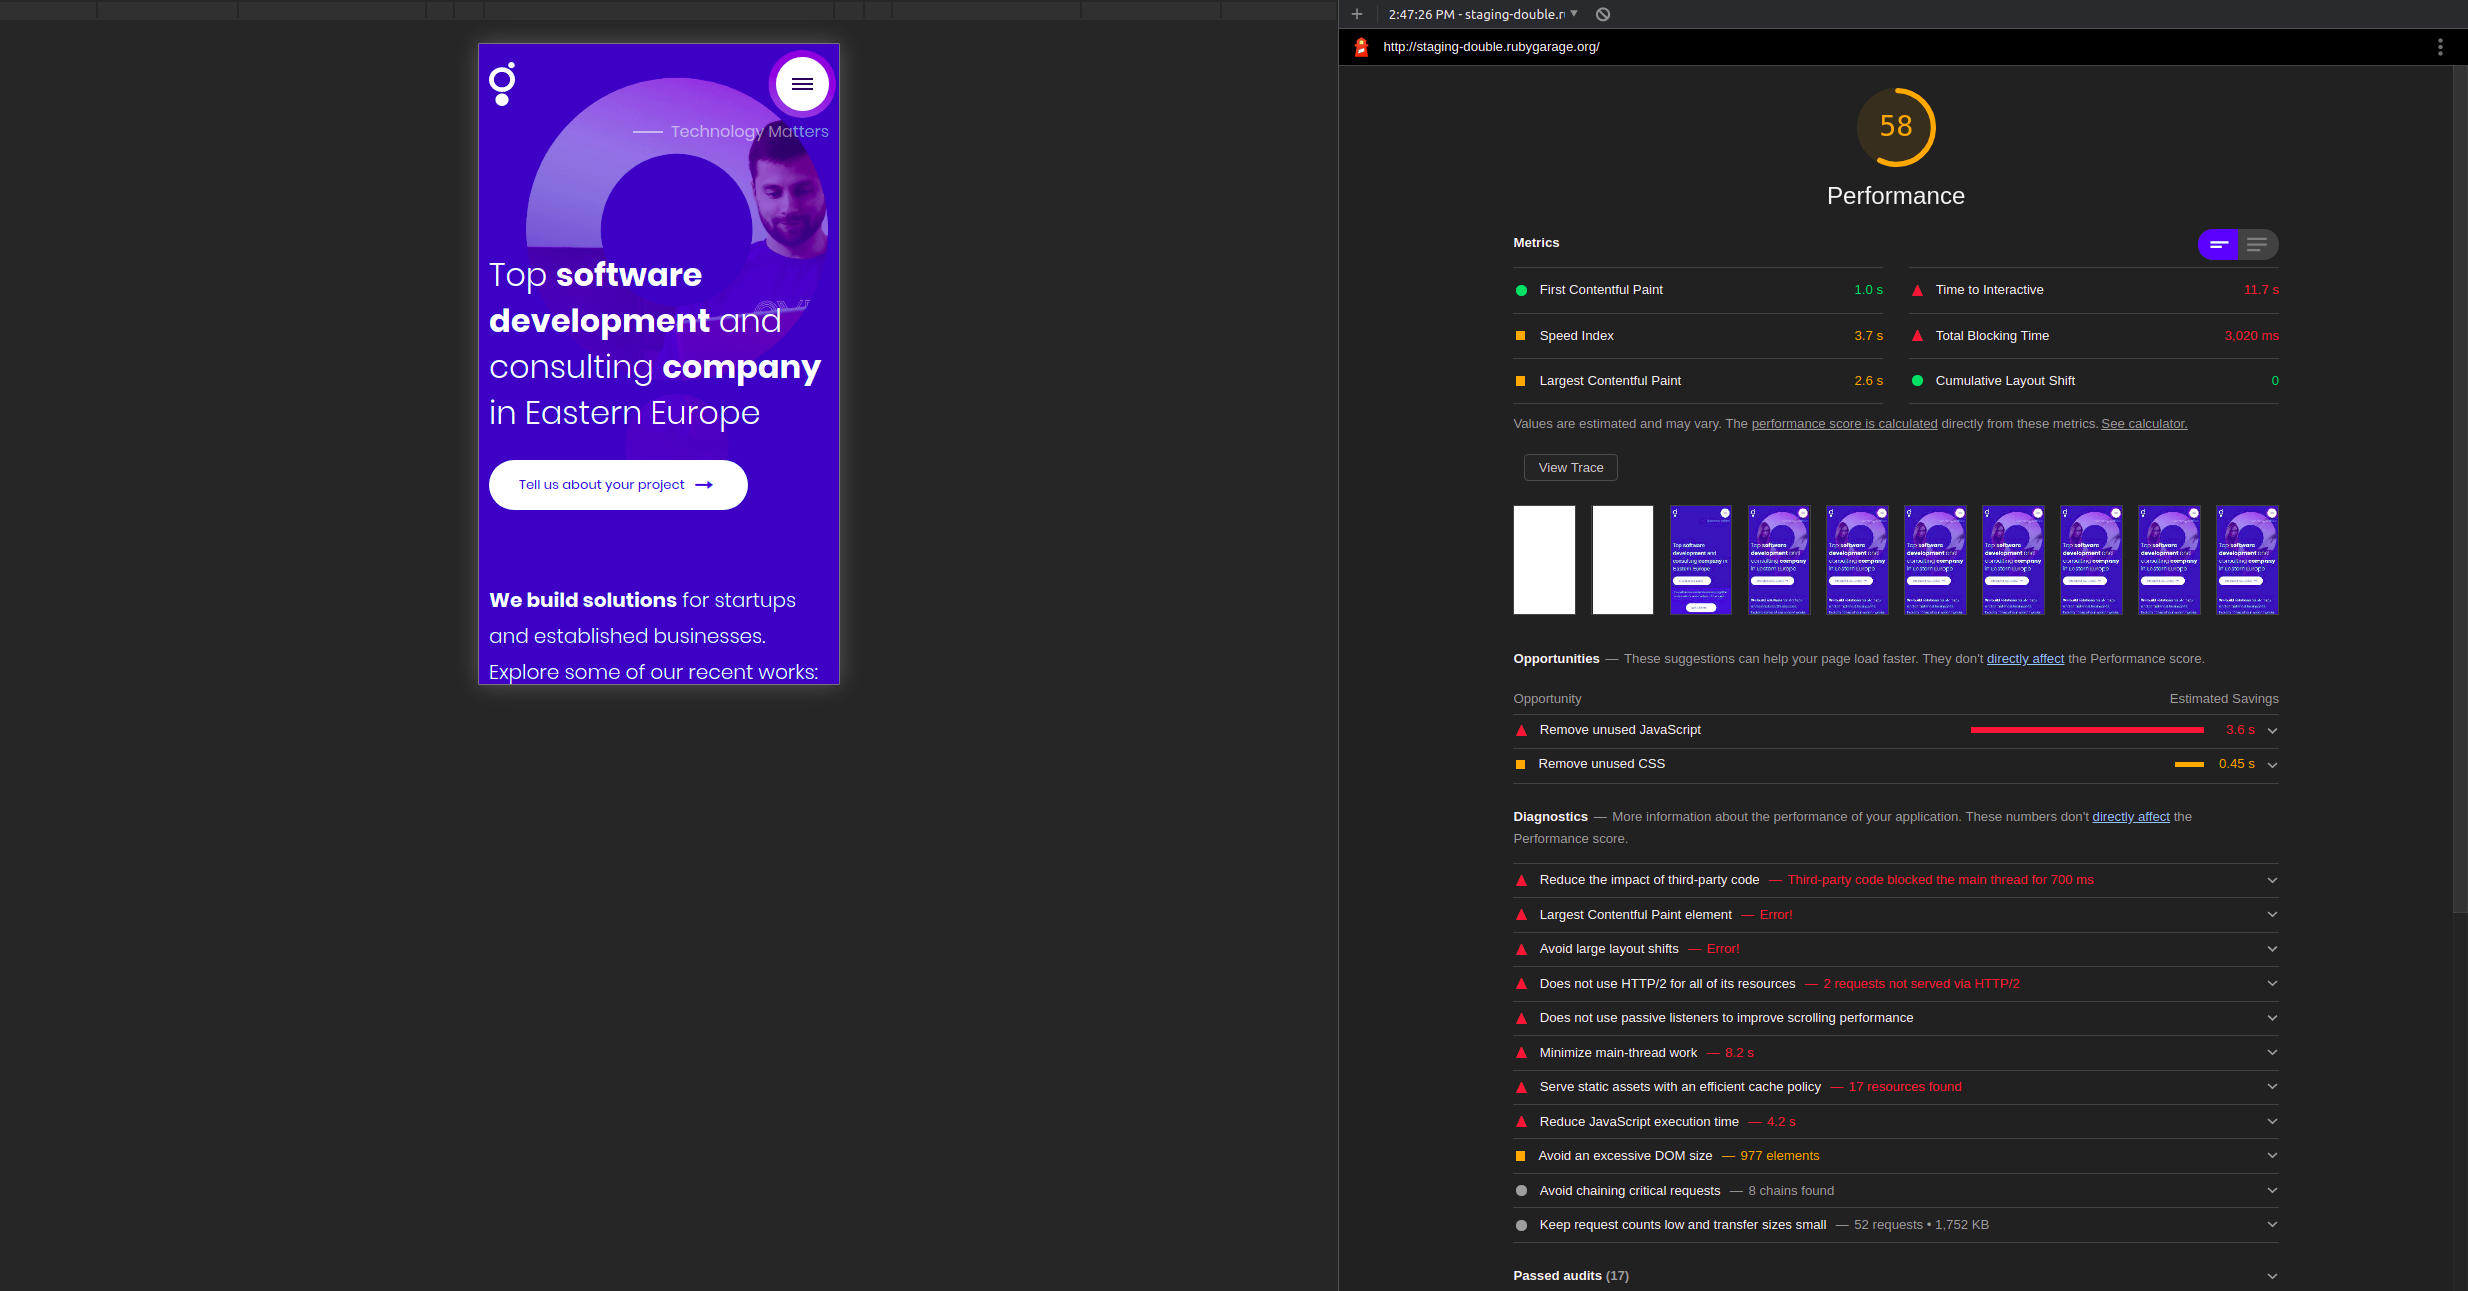 Technology Matters
Top software
development and
consulting company
in Eastern Europe
Tell us about your project
We build solutions for startups
and established businesses.
Explore some of our recent works:
2:47:26 PM - staging-double.r
http://staging-double.rubygarage.org/
58
Performance
Metrics
First Contentful Paint 1.0 s
Time to Interactive 11.7 s
Speed Index 3.7 s
Total Blocking Time 3,020 ms
Largest Contentful Paint 2.6 s
Cumulative Layout Shift 0
Values are estimated and may vary. The performance score is calculated directly from these metrics. See calculator.
View Trace
Top software
development and
consulting company in
Eastern Europe
Opportunities — These suggestions can help your page load faster. They don't directly affect the Performance score.
Opportunity Estimated Savings
Remove unused JavaScript 3.6 s
Remove unused CSS 0.45 s
Diagnostics — More information about the performance of your application. These numbers don't directly affect the
Performance score.
Reduce the impact of third-party code — Third-party code blocked the main thread for 700 ms
Largest Contentful Paint element — Error!
Avoid large layout shifts — Error!
Does not use HTTP/2 for all of its resources — 2 requests not served via HTTP/2
Does not use passive listeners to improve scrolling performance
Minimize main-thread work — 8.2 s
Serve static assets with an efficient cache policy — 17 resources found
Reduce JavaScript execution time — 4.2 s
Avoid an excessive DOM size — 977 elements
Avoid chaining critical requests — 8 chains found
Keep request counts low and transfer sizes small — 52 requests • 1,752 KB
Passed audits (17)